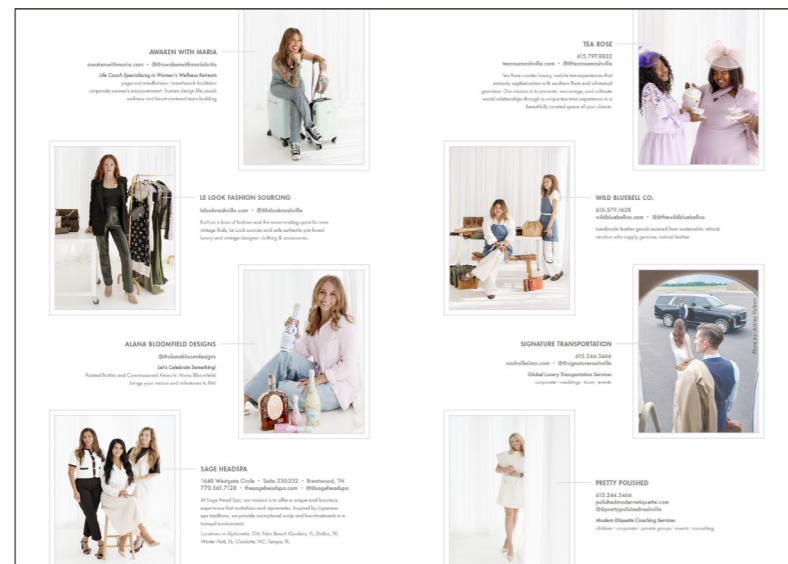 AWAKEN WITH MARIA
awakenwithmaria.com • @@awakenwithmariabrito
Life Coach Specializing in Women's Wellness Retreats
yoga and mindfulness • breathwork facilitator
corporate women's empowerment • human design life coach
wellness and heart-centered team building
LE LOOK FASHION SOURCING
lelooknashville.com • @@lelooknashville
Built on a love of fashion and the never-ending quest for new
vintage finds, Le Look sources and sells authentic pre-loved
luxury and vintage designer clothing & accessories.
ALANA BLOOMFIELD DESIGNS
@@alanabloomdesigns
Let's Celebrate Something!
Painted Bottles and Commissioned Artwork. Alana Bloomfield
brings your visions and milestones to life!
SAGE HEADSPA
1648 Westgate Circle • Suite 230-232 • Brentwood, TN
770.561.7128 • thesageheadspa.com • @@sageheadspa
At Sage Head Spa, our mission is to offer a unique and luxurious
experience that revitalizes and rejuvenates. Inspired by Japanese
spa traditions, we provide exceptional scalp and hair treatments in a
tranquil environment.
Locations in Alpharetta, GA; Palm Beach Gardens, FL; Dallas, TX;
Winter Park, FL; Charlotte, NC; Tampa, FL
TEA ROSE
615.797.8832
tearosenashville.com • @@tearosenashville
Tea Rose curates luxury, mobile tea experiences that
embody sophistication with southern flare and whimsical
grandeur. Our mission is to promote, encourage, and cultivate
social relationships through a unique tea time experience in a
beautifully curated space of your choice.
WILD BLUEBELL CO.
615.579.1628
wildbluebellco.com • @@thewildbluebellco
handmade leather goods sourced from sustainable, ethical
vendors who supply genuine, natural leather
SIGNATURE TRANSPORTATION
615.244.5466
nashvillelimo.com • @@signaturenashville
Global Luxury Transportation Services
corporate • weddings • tours • events
Photo by: Ashley Hylbert
PRETTY POLISHED
615.244.5466
polishedmodernetiquette.com
@@prettypolishednashville
Modern Etiquette Coaching Services
children • corporate • private groups • events • consulting